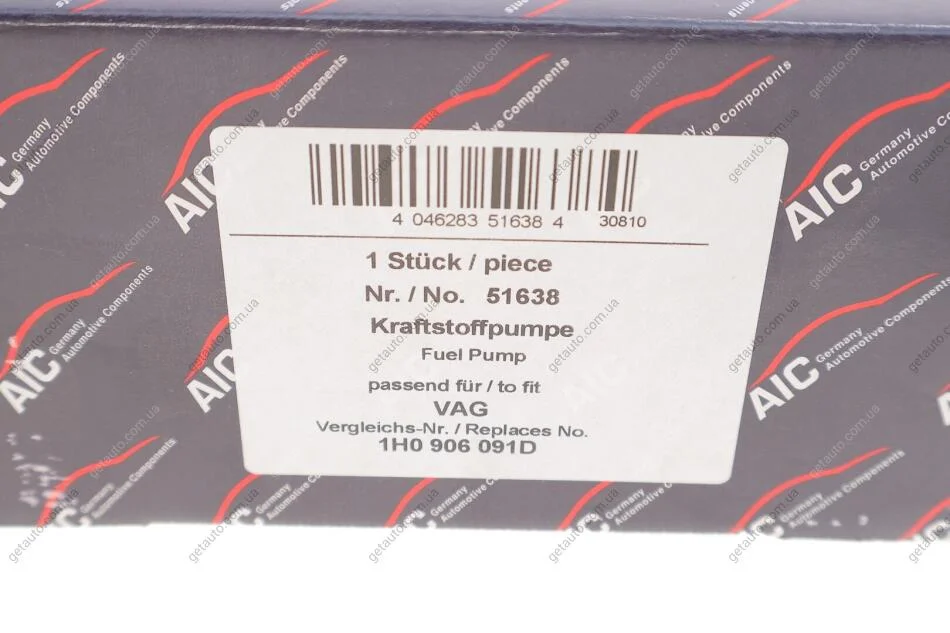 4 046283 51638 4 30810
1 Stück / piece
Nr. / No. 51638
Kraftstoffpumpe
Fuel Pump
passend für / to fit
VAG
Vergleichs-Nr. / Replaces No.
1H0 906 091D
AIC Germany
Automotive Components
getauto.com.ua